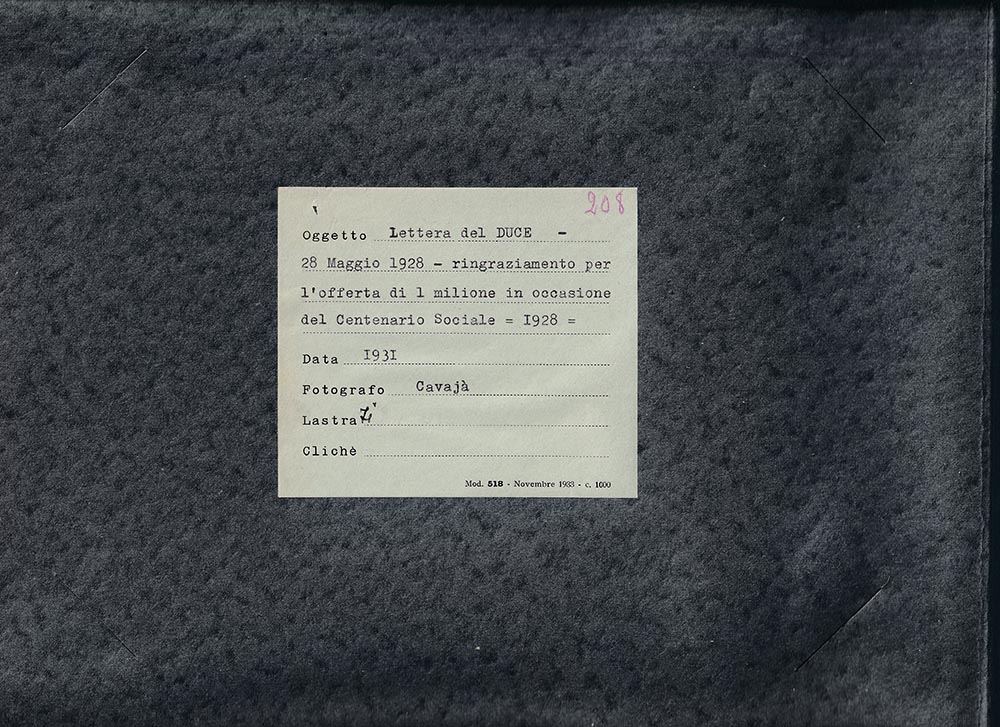 208
Oggetto Lettera del DUCE -
28 Maggio 1928 - ringraziamento per
l'offerta di 1 milione in occasione
del Centenario Sociale = I928 =
Data I93I
Fotografo Cavajà
Lastra
Clichè
Mod. 518 - Novembre 1933 - c. 1000